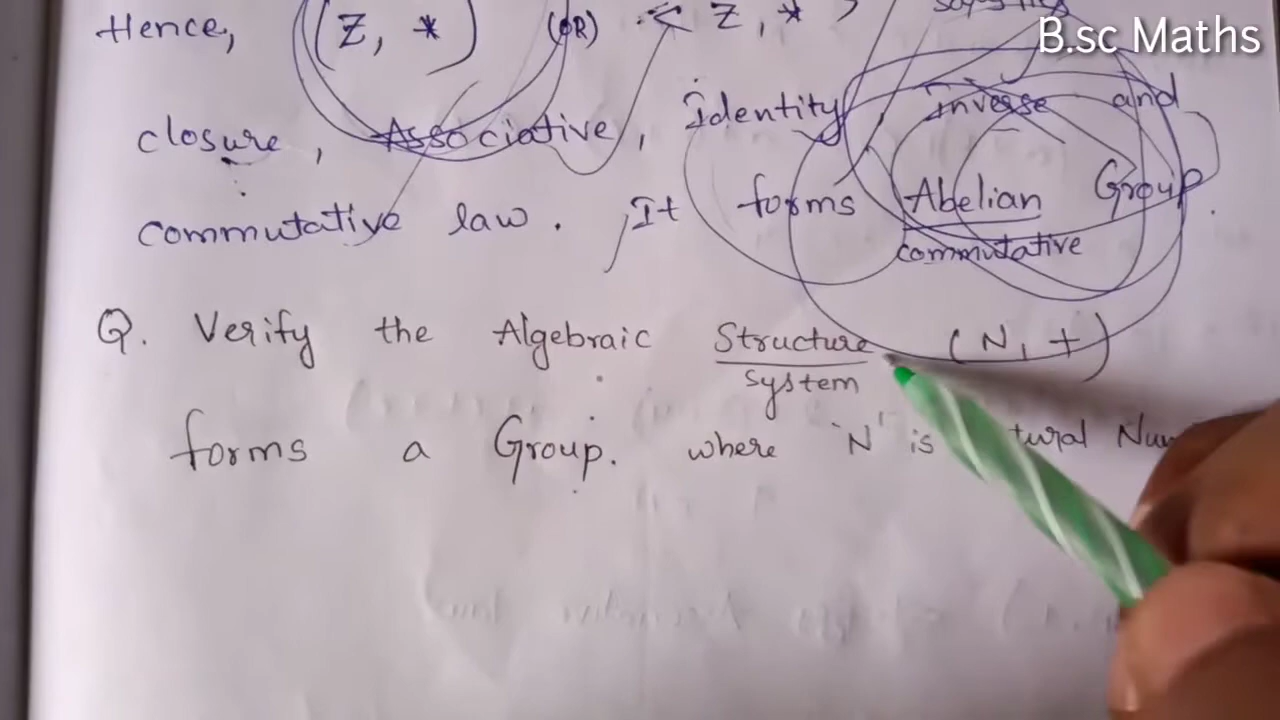 Hence, (Z, *) (OR) < Z, * > satisfies
B.sc Maths
closure, Associative, Identity Inverse and
commutative law. It forms Abelian Group.
commutative
Q. Verify the Algebraic Structure (N, +)
System
forms a Group. where 'N' is